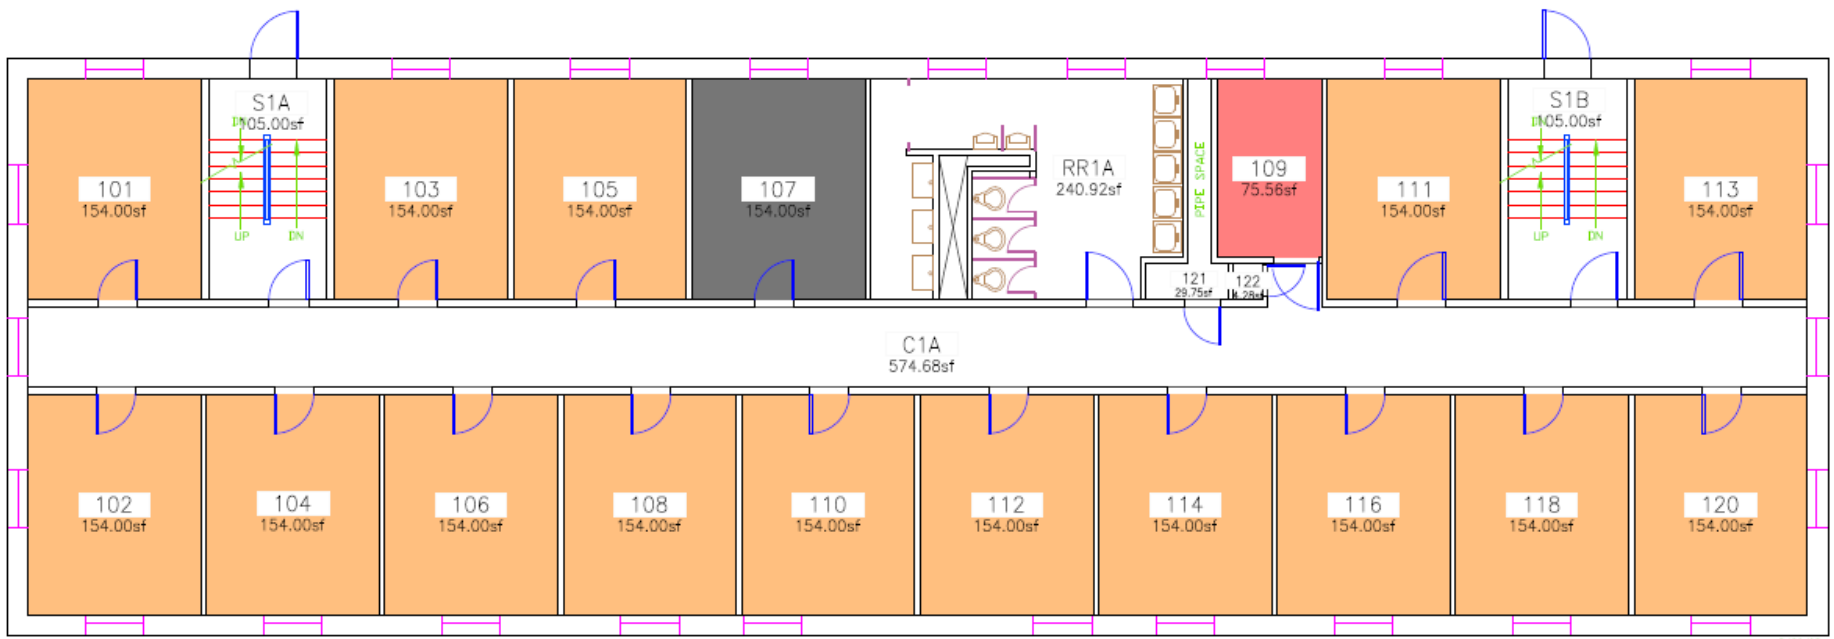 S1A
105.00sf
DN
UP
DN
101
154.00sf
103
154.00sf
105
154.00sf
107
154.00sf
RR1A
240.92sf
PIPE SPACE
109
75.56sf
111
154.00sf
S1B
105.00sf
DN
UP
DN
113
154.00sf
121
29.75sf
122
C1A
574.68sf
102
154.00sf
104
154.00sf
106
154.00sf
108
154.00sf
110
154.00sf
112
154.00sf
114
154.00sf
116
154.00sf
118
154.00sf
120
154.00sf